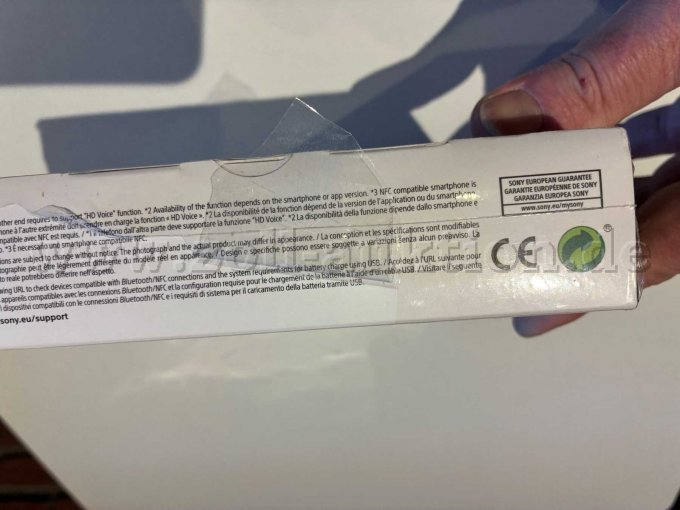 other end requires to support "HD Voice" function. *2 Availability of the function depends on the smartphone or app version. *3 NFC compatible smartphone is
phone à l'autre extrémité doit prendre en charge la fonction « HD Voice ». *2 La disponibilité de la fonction dépend de la version de l'application ou du smartphone.
compatible avec NFC est requis. / *1 Il telefono dall'altra parte deve supportare la funzione "HD Voice". *2 La disponibilità della funzione dipende dallo smartphone e
*3 È necessario uno smartphone compatibile NFC.
ions are subject to change without notice. The photograph and the actual product may differ in appearance. / La conception et les spécifications sont modifiables
tographie peut être légèrement différente du modèle réel en apparence. / Design e specifiche possono essere soggette a variazioni senza alcun preavviso. La
to reale potrebbero differire nell'aspetto.
wing URL to check devices compatible with Bluetooth/NFC connections and the system requirements for battery charge using USB. / Accédez à l'URL suivante pour
appareils compatibles avec les connexions Bluetooth/NFC et la configuration requise pour le chargement de la batterie à l'aide d'un câble USB. / Visitare il seguente
i dispositivi compatibili con le connessioni Bluetooth/NFC e i requisiti di sistema per il caricamento della batteria tramite USB.
sony.eu/support
SONY EUROPEAN GUARANTEE
GARANTIE EUROPÉENNE DE SONY
GARANZIA EUROPEA SONY
www.sony.eu/mysony
CE
®